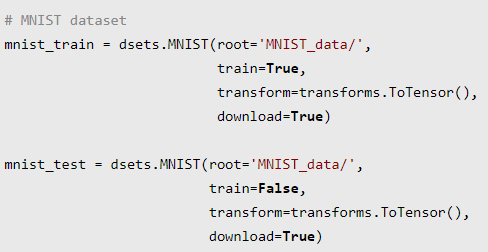 # MNIST dataset
mnist_train = dsets.MNIST(root='MNIST_data/',
                          train=True,
                          transform=transforms.ToTensor(),
                          download=True)

mnist_test = dsets.MNIST(root='MNIST_data/',
                         train=False,
                         transform=transforms.ToTensor(),
                         download=True)